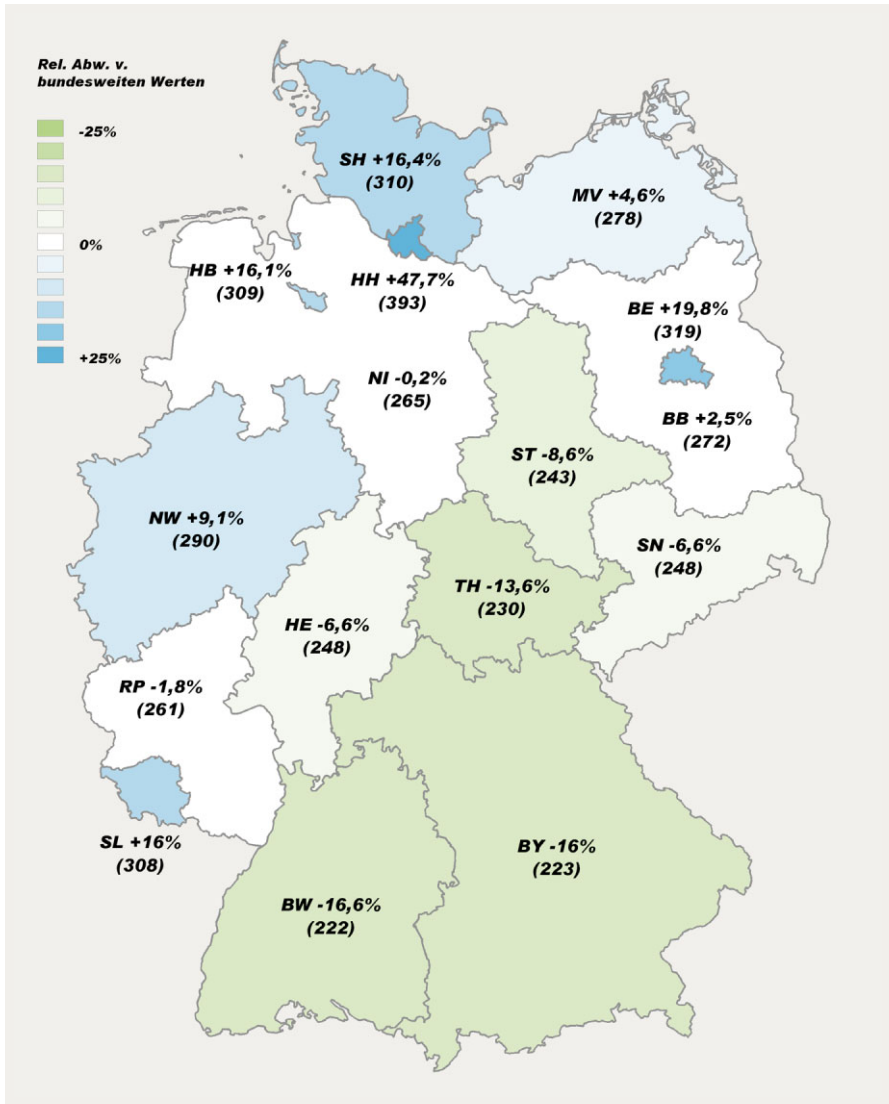 Rel. Abw. v.
bundesweiten Werten
-25%
0%
+25%
SH +16,4%
(310)
MV +4,6%
(278)
HB +16,1%
(309)
HH +47,7%
(393)
BE +19,8%
(319)
NI -0,2%
(265)
BB +2,5%
(272)
ST -8,6%
(243)
NW +9,1%
(290)
SN -6,6%
(248)
TH -13,6%
(230)
HE -6,6%
(248)
RP -1,8%
(261)
SL +16%
(308)
BY -16%
(223)
BW -16,6%
(222)